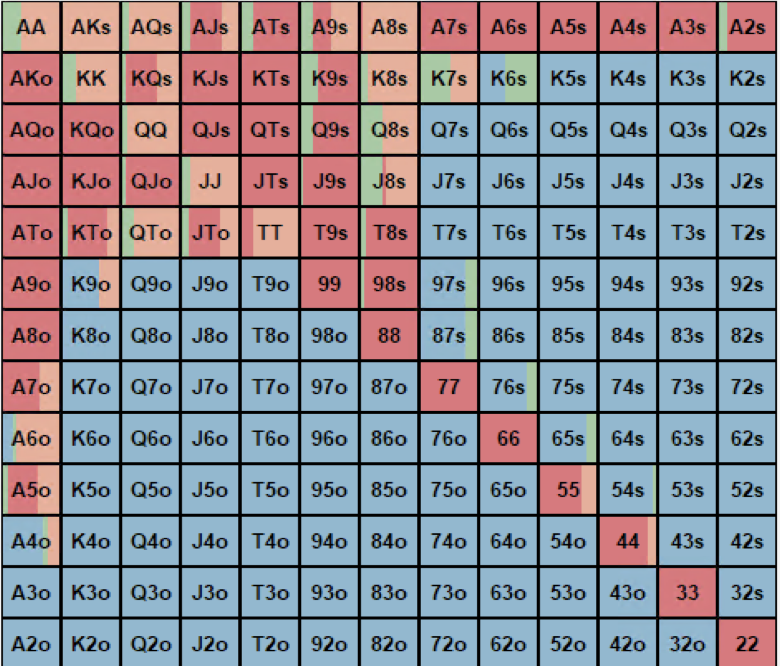 AA AKs AQs AJs ATs A9s A8s A7s A6s A5s A4s A3s A2s
AKo KK KQs KJs KTs K9s K8s K7s K6s K5s K4s K3s K2s
AQo KQo QQ QJs QTs Q9s Q8s Q7s Q6s Q5s Q4s Q3s Q2s
AJo KJo QJo JJ JTs J9s J8s J7s J6s J5s J4s J3s J2s
ATo KTo QTo JTo TT T9s T8s T7s T6s T5s T4s T3s T2s
A9o K9o Q9o J9o T9o 99 98s 97s 96s 95s 94s 93s 92s
A8o K8o Q8o J8o T8o 98o 88 87s 86s 85s 84s 83s 82s
A7o K7o Q7o J7o T7o 97o 87o 77 76s 75s 74s 73s 72s
A6o K6o Q6o J6o T6o 96o 86o 76o 66 65s 64s 63s 62s
A5o K5o Q5o J5o T5o 95o 85o 75o 65o 55 54s 53s 52s
A4o K4o Q4o J4o T4o 94o 84o 74o 64o 54o 44 43s 42s
A3o K3o Q3o J3o T3o 93o 83o 73o 63o 53o 43o 33 32s
A2o K2o Q2o J2o T2o 92o 82o 72o 62o 52o 42o 32o 22